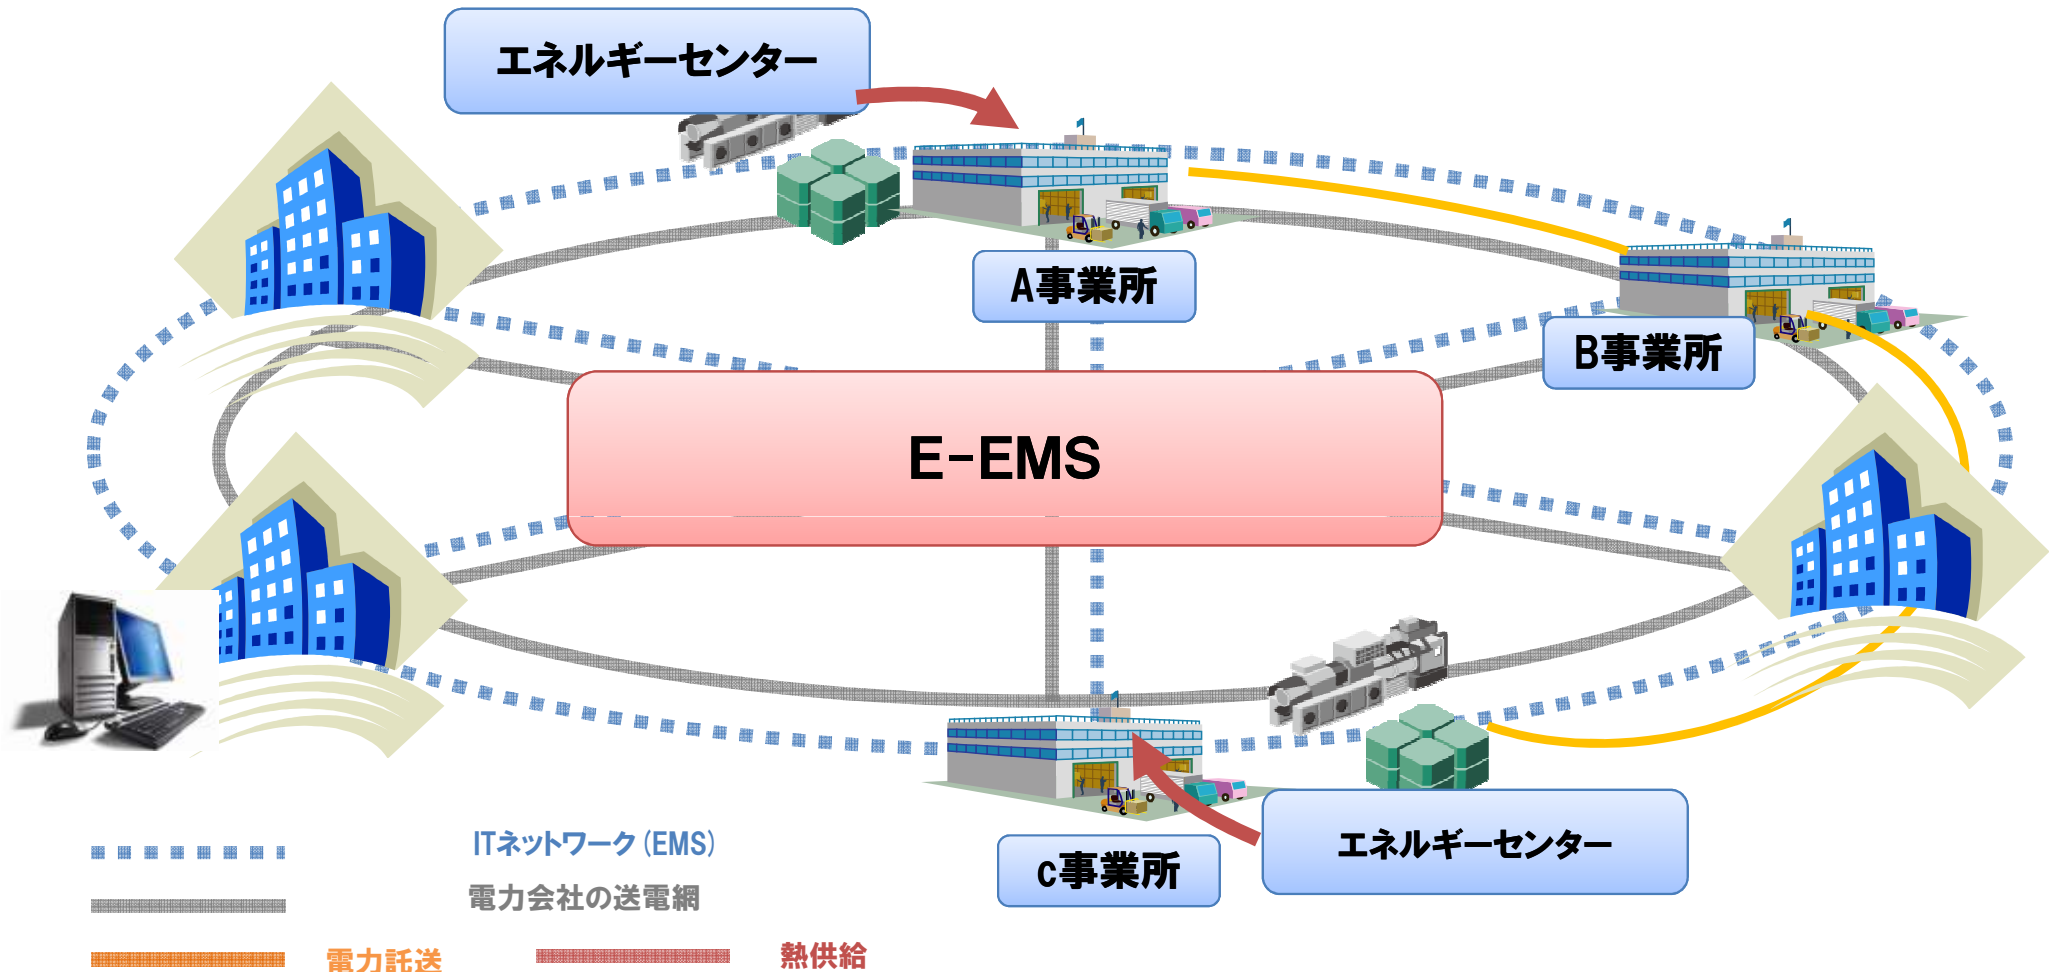 エネルギーセンター
A事業所
B事業所
E-EMS
c事業所
エネルギーセンター
ITネットワーク(EMS)
電力会社の送電網
電力託送
熱供給